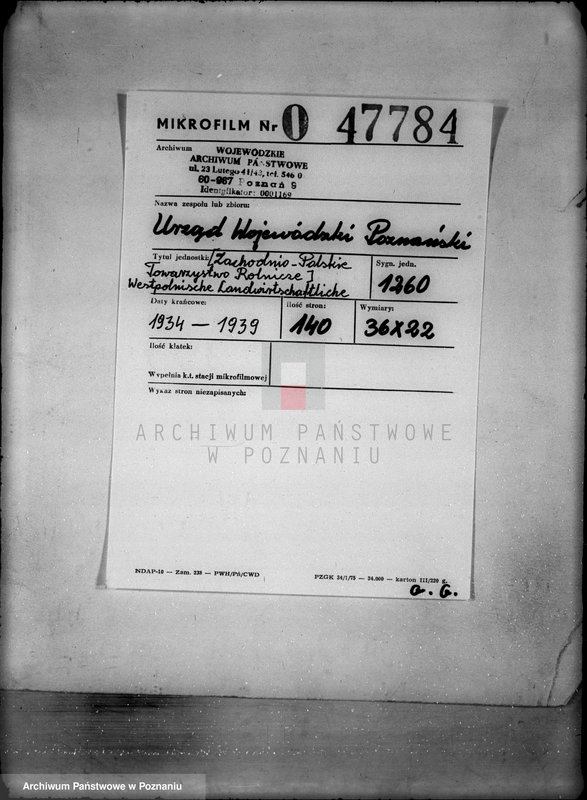 MIKROFILM Nr 0 47784
Archiwum
WOJEWÓDZKIE
ARCHIWUM PAŃSTWOWE
ul. 23 Lutego 41/43, tel. 546 0
60-967 Poznań 9
Identyfikator: 0001169
Nazwa zespołu lub zbioru:
Urząd Wojewódzki Poznański
Tytuł jednostki: [Zachodnio-Polskie
Towarzystwo Rolnicze]
Westpolnische Landwirtschaftliche
Sygn. jedn.
1260
Daty krańcowe:
1934 — 1939
Ilość stron:
140
Wymiary:
36X22
Ilość klatek:
Wypełnia k.t. stacji mikrofilmowej
Wykaz stron niezapisanych:
ARCHIWUM PAŃSTWOWE
W POZNANIU
NDAP-10 — Zam. 228 — PWH/Pń/CWD
PZGK 34/1/75 — 24.000 — karton III/220 g.
G. G.
Archiwum Państwowe w Poznaniu